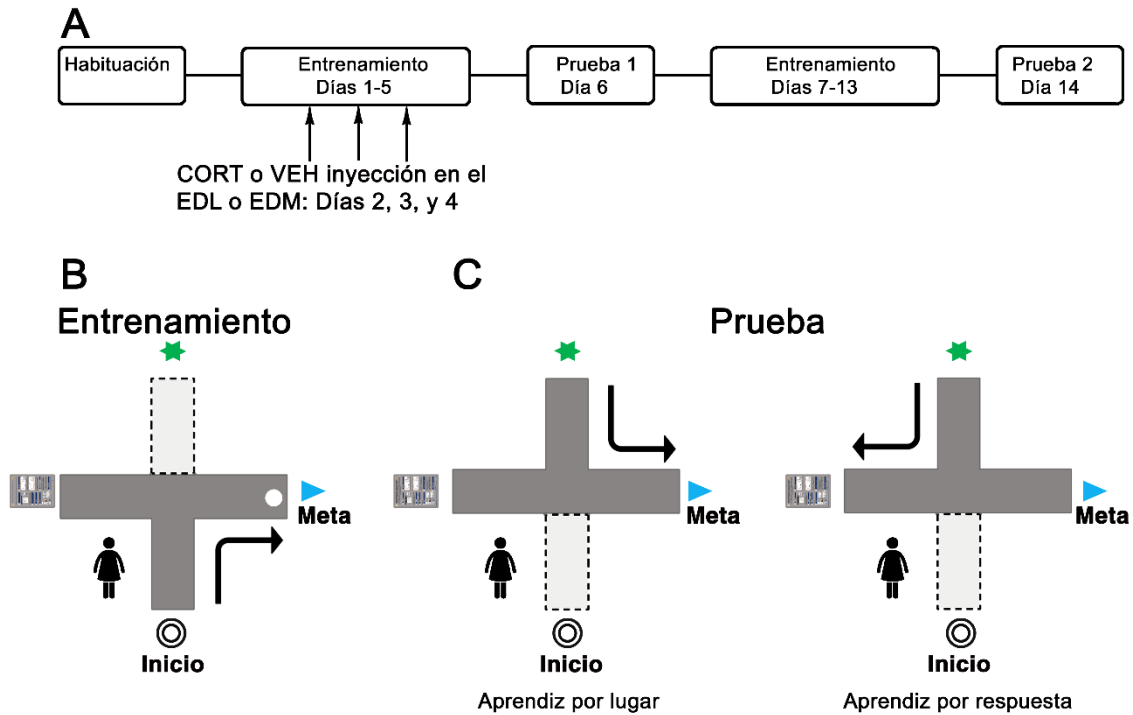 A
Habituación
Entrenamiento
Días 1-5
Prueba 1
Día 6
Entrenamiento
Días 7-13
Prueba 2
Día 14
CORT o VEH inyección en el
EDL o EDM: Días 2, 3, y 4
B
Entrenamiento
Meta
Inicio
C
Prueba
Meta
Inicio
Aprendiz por lugar
Meta
Inicio
Aprendiz por respuesta